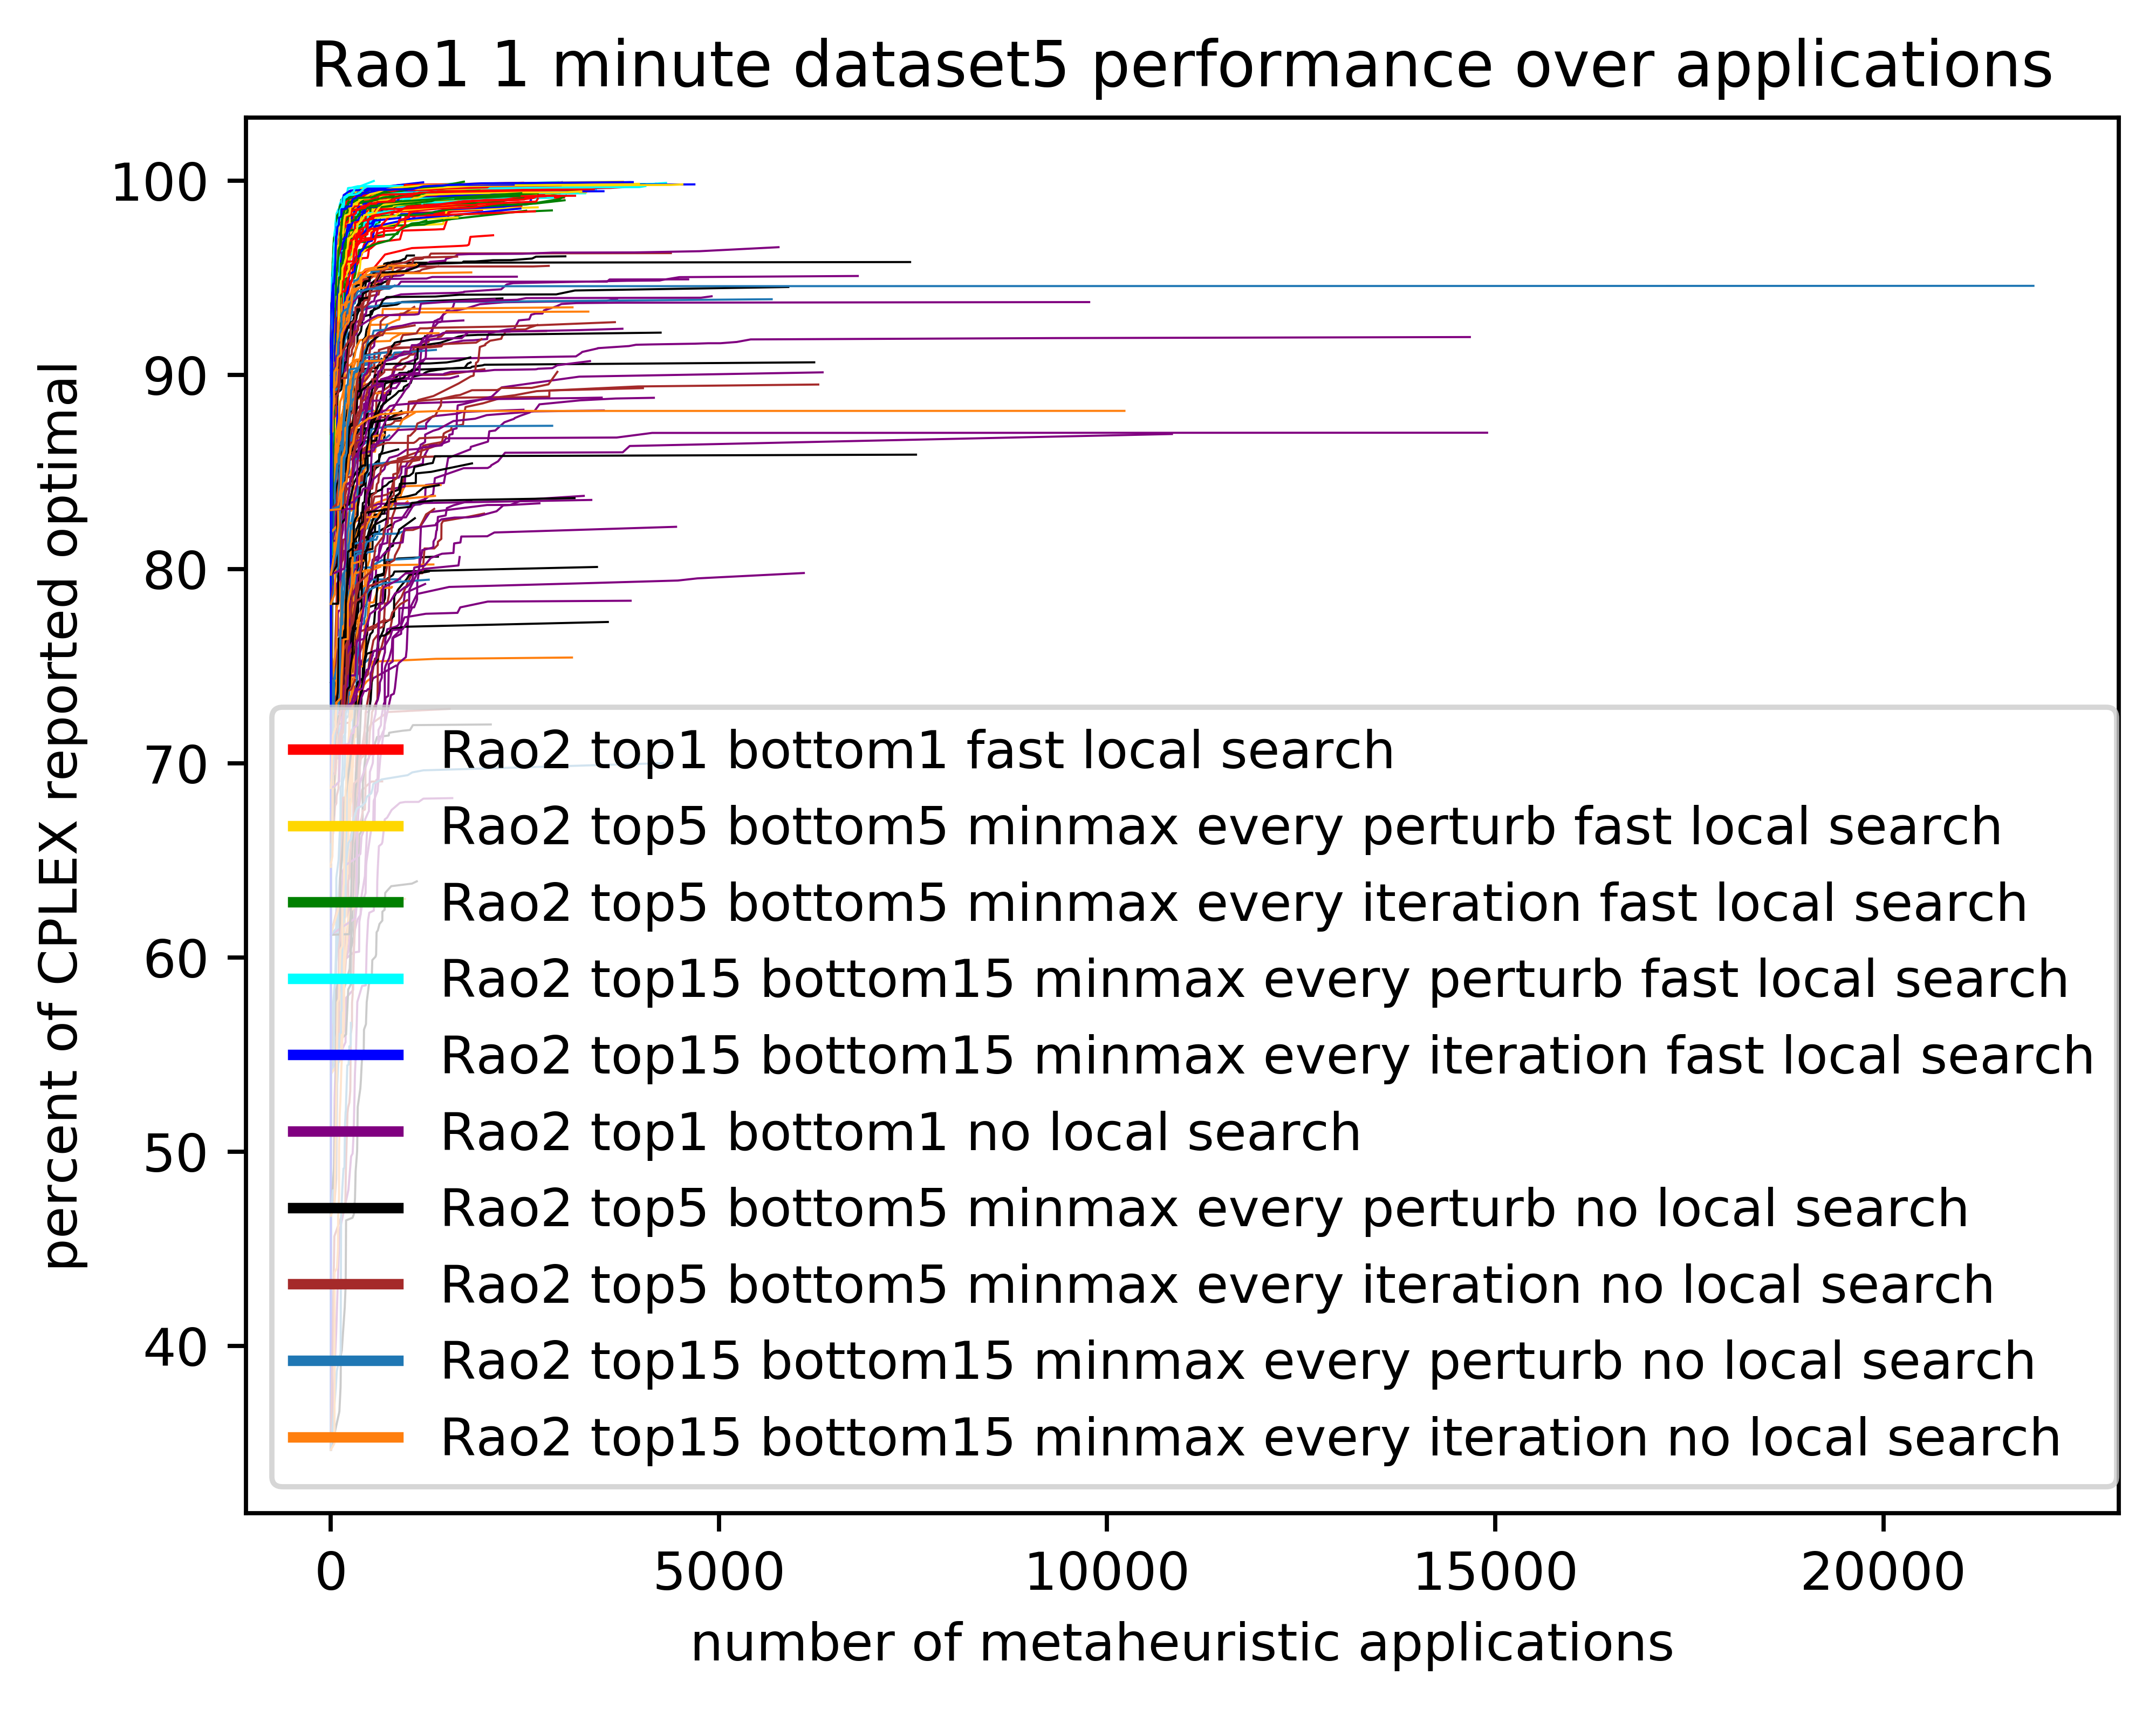 Rao1 1 minute dataset5 performance over applications
percent of CPLEX reported optimal
100
90
80
70
60
50
40
Rao2 top1 bottom1 fast local search
Rao2 top5 bottom5 minmax every perturb fast local search
Rao2 top5 bottom5 minmax every iteration fast local search
Rao2 top15 bottom15 minmax every perturb fast local search
Rao2 top15 bottom15 minmax every iteration fast local search
Rao2 top1 bottom1 no local search
Rao2 top5 bottom5 minmax every perturb no local search
Rao2 top5 bottom5 minmax every iteration no local search
Rao2 top15 bottom15 minmax every perturb no local search
Rao2 top15 bottom15 minmax every iteration no local search
0 5000 10000 15000 20000
number of metaheuristic applications